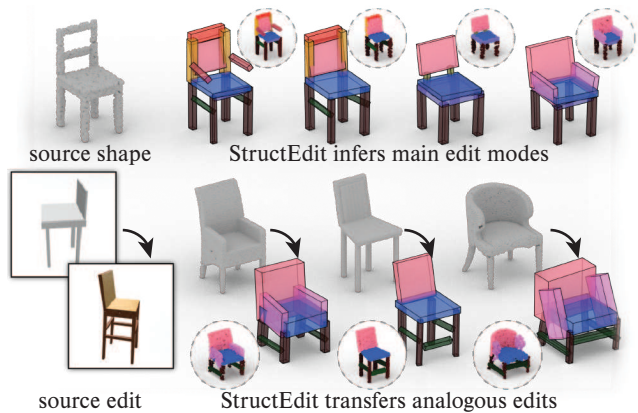 source shape
StructEdit infers main edit modes
source edit
StructEdit transfers analogous edits